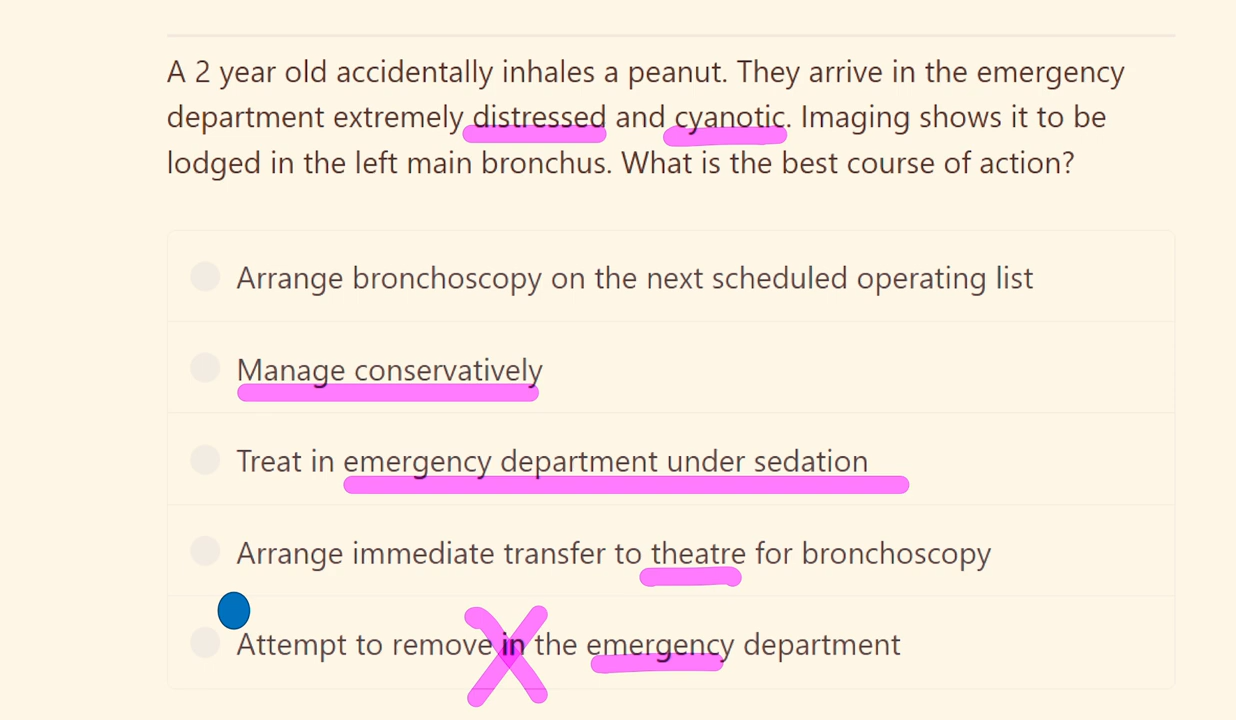 A 2 year old accidentally inhales a peanut. They arrive in the emergency
department extremely distressed and cyanotic. Imaging shows it to be
lodged in the left main bronchus. What is the best course of action?
Arrange bronchoscopy on the next scheduled operating list
Manage conservatively
Treat in emergency department under sedation
Arrange immediate transfer to theatre for bronchoscopy
Attempt to remove in the emergency department